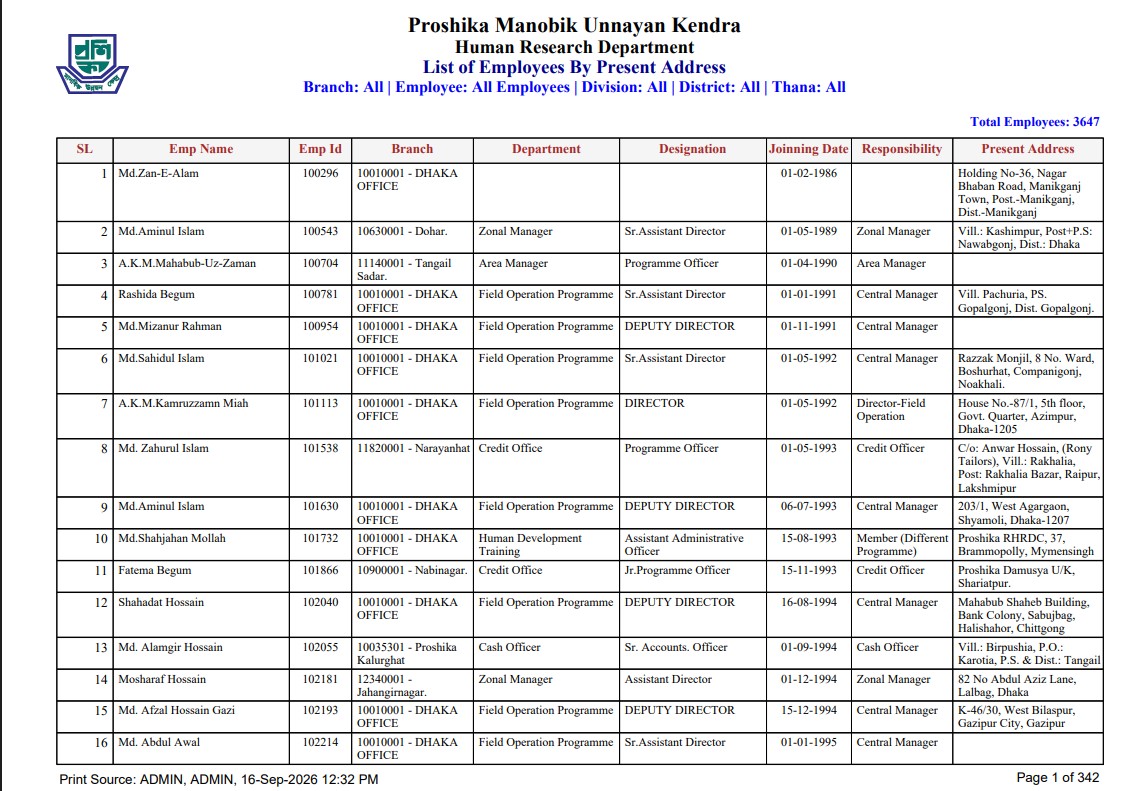 প্রশিকা
মানবিক উন্নয়ন কেন্দ্র
Proshika Manobik Unnayan Kendra
Human Research Department
List of Employees By Present Address
Branch: All | Employee: All Employees | Division: All | District: All | Thana: All
Total Employees: 3647
SL Emp Name Emp Id Branch Department Designation Joinning Date Responsibility Present Address
1 Md.Zan-E-Alam 100296 10010001 - DHAKA 01-02-1986 Holding No-36, Nagar
OFFICE Bhaban Road, Manikganj
Town, Post.-Manikganj,
Dist.-Manikganj
2 Md.Aminul Islam 100543 10630001 - Dohar. Zonal Manager Sr.Assistant Director 01-05-1989 Zonal Manager Vill.: Kashimpur, Post+P.S:
Nawabgonj, Dist.: Dhaka
3 A.K.M.Mahabub-Uz-Zaman 100704 11140001 - Tangail Area Manager Programme Officer 01-04-1990 Area Manager
Sadar.
4 Rashida Begum 100781 10010001 - DHAKA Field Operation Programme Sr.Assistant Director 01-01-1991 Central Manager Vill. Pachuria, PS.
OFFICE Gopalgonj, Dist. Gopalgonj.
5 Md.Mizanur Rahman 100954 10010001 - DHAKA Field Operation Programme DEPUTY DIRECTOR 01-11-1991 Central Manager
OFFICE
6 Md.Sahidul Islam 101021 10010001 - DHAKA Field Operation Programme Sr.Assistant Director 01-05-1992 Central Manager Razzak Monjil, 8 No. Ward,
OFFICE Boshurhat, Companigonj,
Noakhali.
7 A.K.M.Kamruzzamn Miah 101113 10010001 - DHAKA Field Operation Programme DIRECTOR 01-05-1992 Director-Field House No.-87/1, 5th floor,
OFFICE Operation Govt. Quarter, Azimpur,
Dhaka-1205
8 Md. Zahurul Islam 101538 11820001 - Narayanhat Credit Office Programme Officer 01-05-1993 Credit Officer C/o: Anwar Hossain, (Rony
Tailors), Vill.: Rakhalia,
Post: Rakhalia Bazar, Raipur,
Lakshmipur
9 Md.Aminul Islam 101630 10010001 - DHAKA Field Operation Programme DEPUTY DIRECTOR 06-07-1993 Central Manager 203/1, West Agargaon,
OFFICE Shyamoli, Dhaka-1207
10 Md.Shahjahan Mollah 101732 10010001 - DHAKA Human Development Assistant Administrative 15-08-1993 Member (Different Proshika RHRDC, 37,
OFFICE Training Officer Programme) Brammopolly, Mymensingh
11 Fatema Begum 101866 10900001 - Nabinagar. Credit Office Jr.Programme Officer 15-11-1993 Credit Officer Proshika Damusya U/K,
Shariatpur.
12 Shahadat Hossain 102040 10010001 - DHAKA Field Operation Programme DEPUTY DIRECTOR 16-08-1994 Central Manager Mahabub Shaheb Building,
OFFICE Bank Colony, Sabujbag,
Halishahor, Chittgong
13 Md. Alamgir Hossain 102055 10035301 - Proshika Cash Officer Sr. Accounts. Officer 01-09-1994 Cash Officer Vill.: Birpushia, P.O.:
Kalurghat Karotia, P.S. & Dist.: Tangail
14 Mosharaf Hossain 102181 12340001 - Zonal Manager Assistant Director 01-12-1994 Zonal Manager 82 No Abdul Aziz Lane,
Jahangirnagar. Lalbag, Dhaka
15 Md. Afzal Hossain Gazi 102193 10010001 - DHAKA Field Operation Programme DEPUTY DIRECTOR 15-12-1994 Central Manager K-46/30, West Bilaspur,
OFFICE Gazipur City, Gazipur
16 Md. Abdul Awal 102214 10010001 - DHAKA Field Operation Programme Sr.Assistant Director 01-01-1995 Central Manager
OFFICE
Print Source: ADMIN, ADMIN, 16-Sep-2026 12:32 PM Page 1 of 342